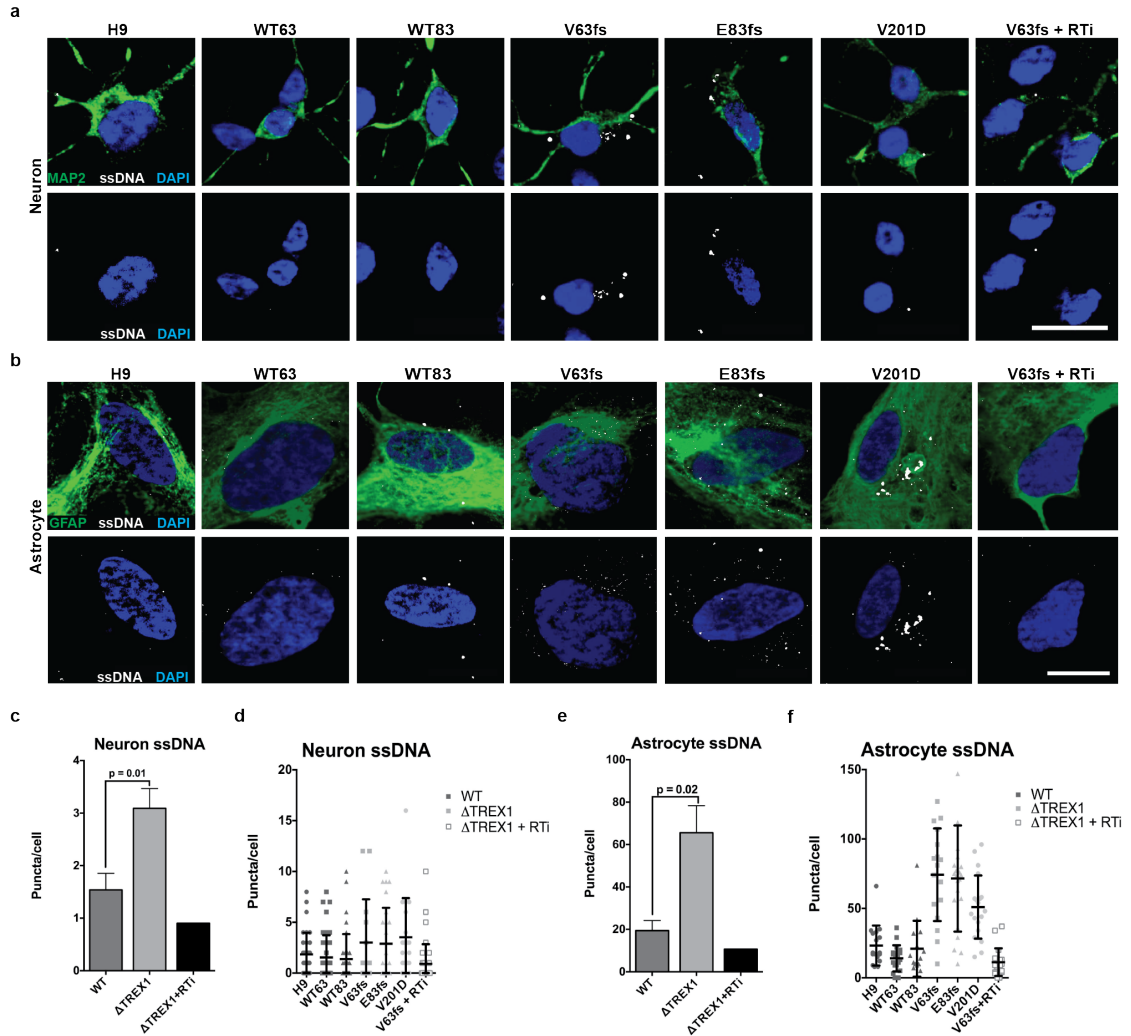 a
H9 WT63 WT83 V63fs E83fs V201D V63fs + RTi
Neuron
MAP2 ssDNA DAPI
ssDNA DAPI
b
H9 WT63 WT83 V63fs E83fs V201D V63fs + RTi
Astrocyte
GFAP ssDNA DAPI
ssDNA DAPI
c
Neuron ssDNA
Puncta/cell
4
3
2
1
0
p = 0.01
WT ΔTREX1 ΔTREX1+RTi
d
Neuron ssDNA
Puncta/cell
20
15
10
5
0
WT
ΔTREX1
ΔTREX1 + RTi
H9 WT63 WT83 V63fs E83fs V201D V63fs + RTi
e
Astrocyte ssDNA
Puncta/cell
100
80
60
40
20
0
p = 0.02
WT ΔTREX1 ΔTREX1+RTi
f
Astrocyte ssDNA
Puncta/cell
150
100
50
0
WT
ΔTREX1
ΔTREX1 + RTi
H9 WT63 WT83 V63fs E83fs V201D V63fs+RTi